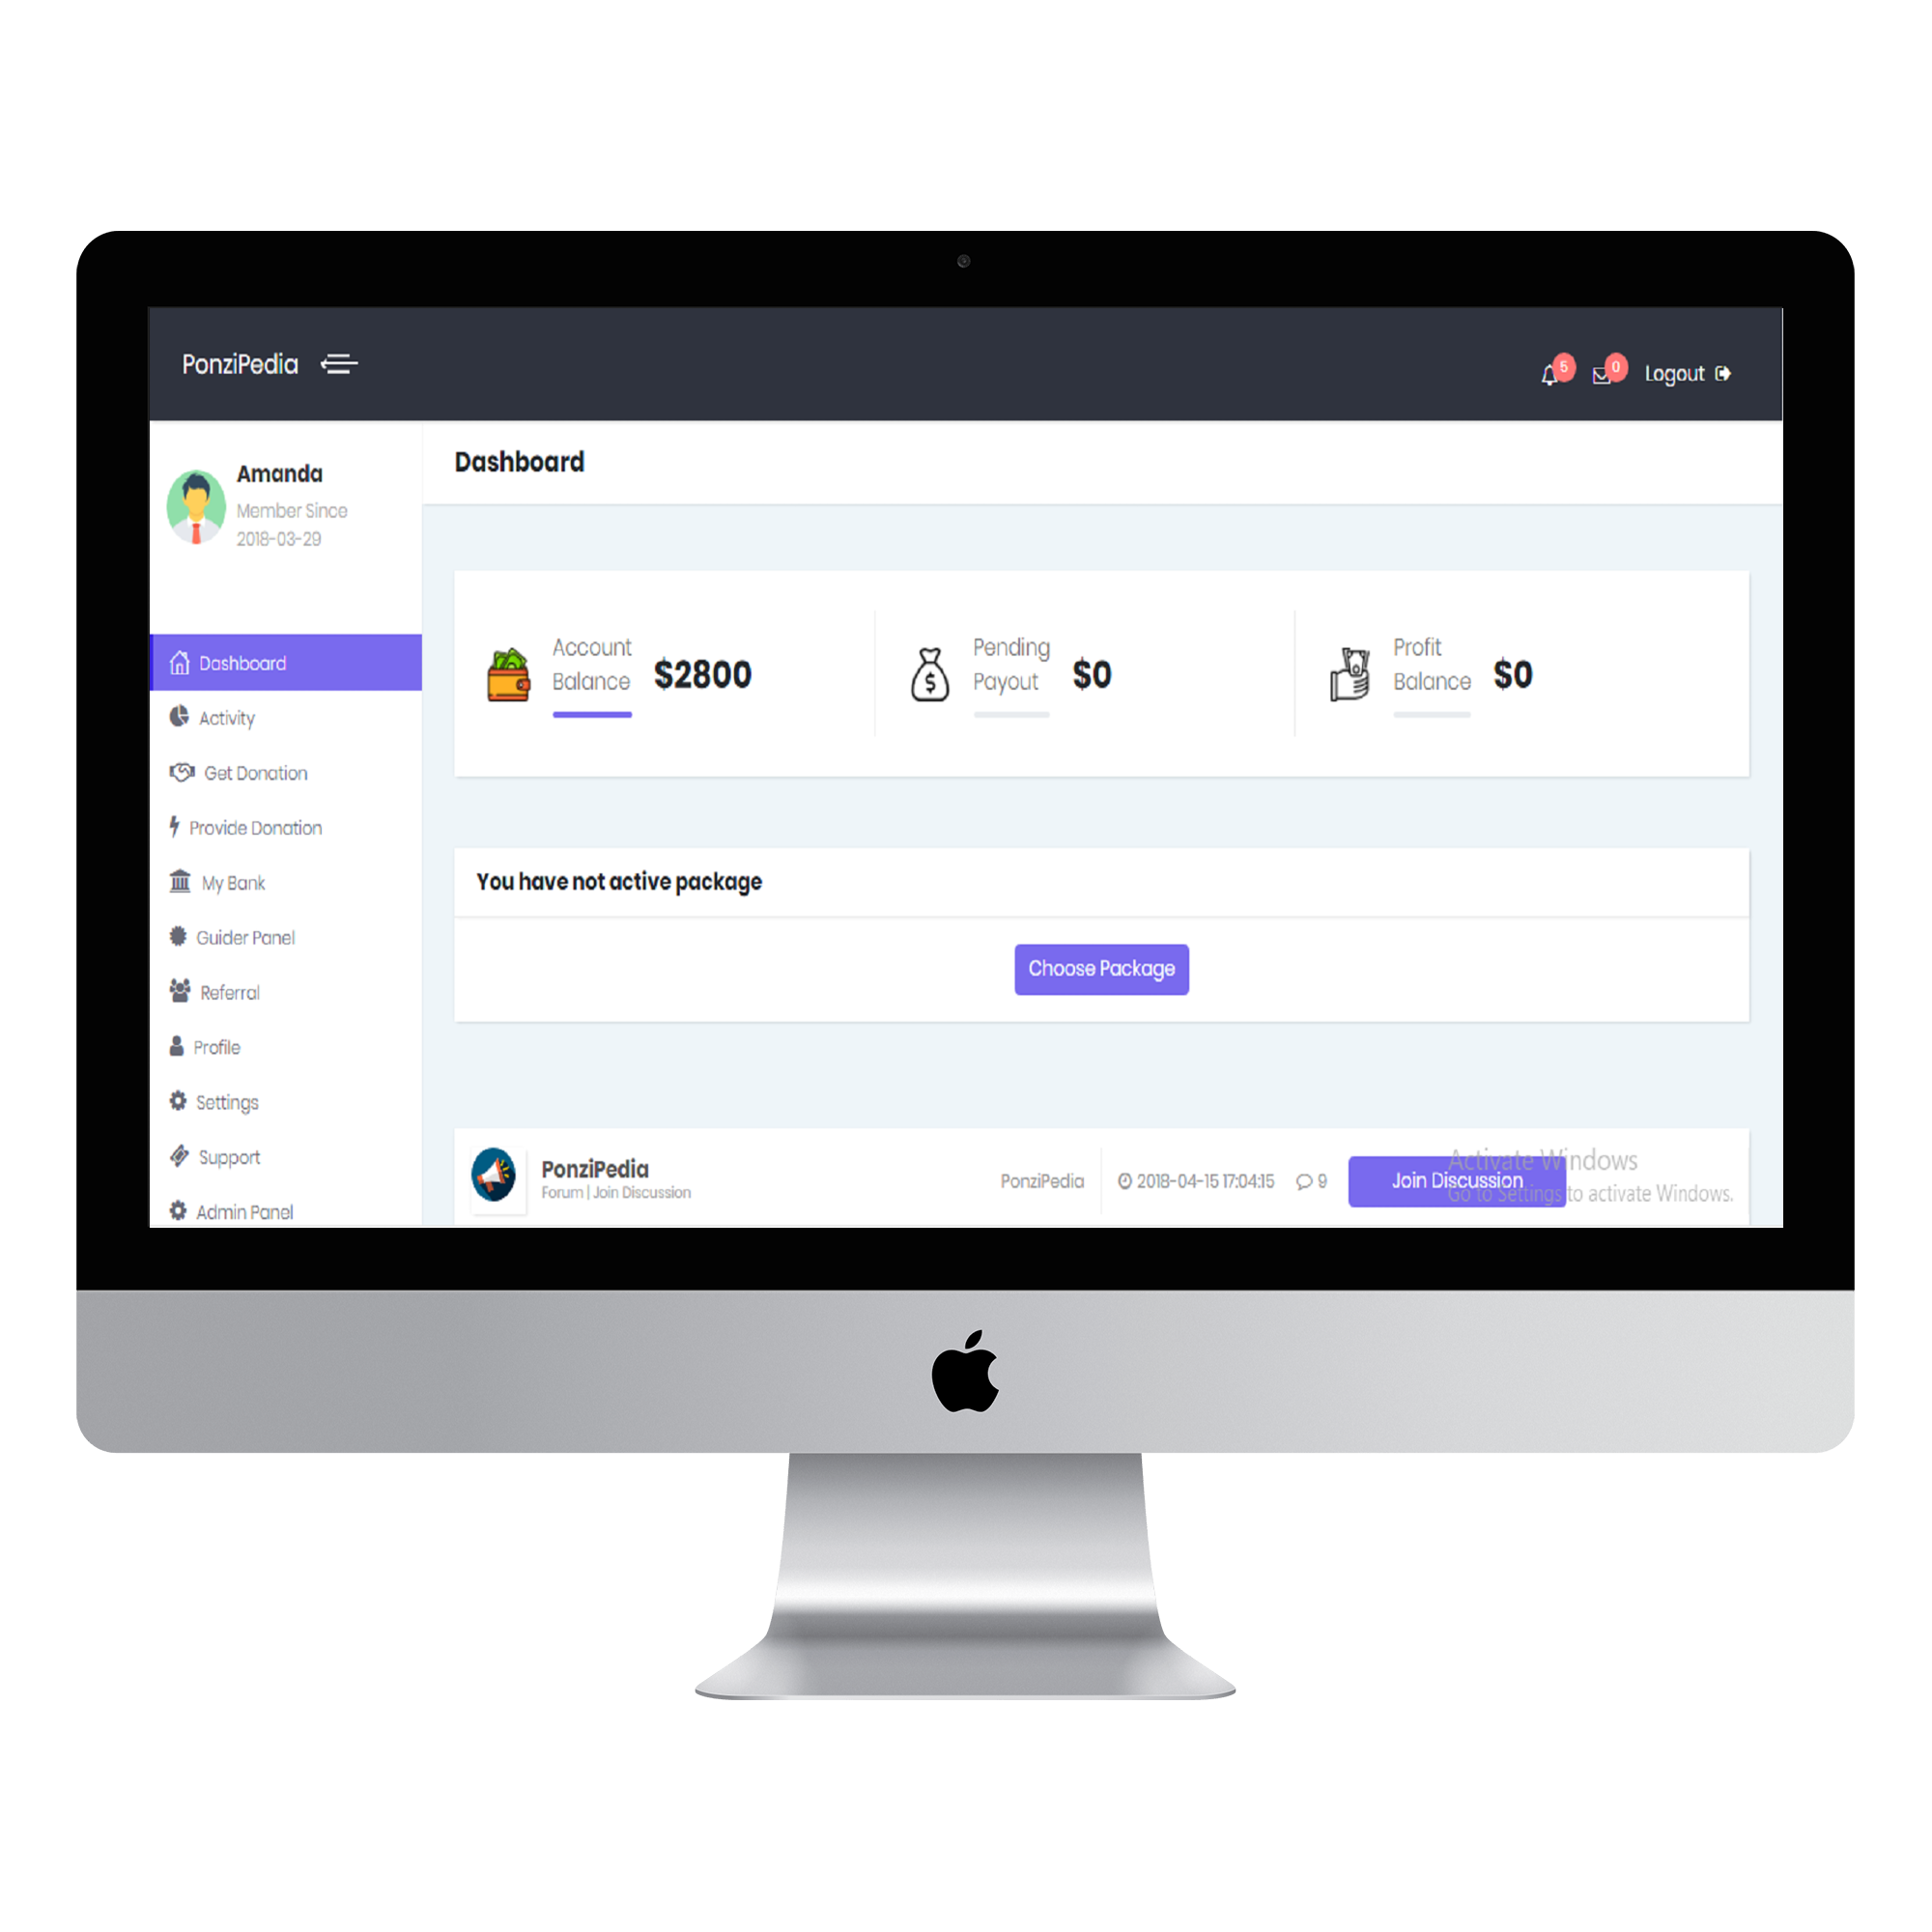 PonziPedia
5
0
Logout
Amanda
Member Since
2018-03-29
Dashboard
Activity
Get Donation
Provide Donation
My Bank
Guider Panel
Referral
Profile
Settings
Support
Admin Panel
Dashboard
Account
Balance
$2800
Pending
Payout
$0
Profit
Balance
$0
You have not active package
Choose Package
PonziPedia
Forum | Join Discussion
PonziPedia
2018-04-15 17:04:15
9
Join Discussion
Activate Windows
Go to Settings to activate Windows.